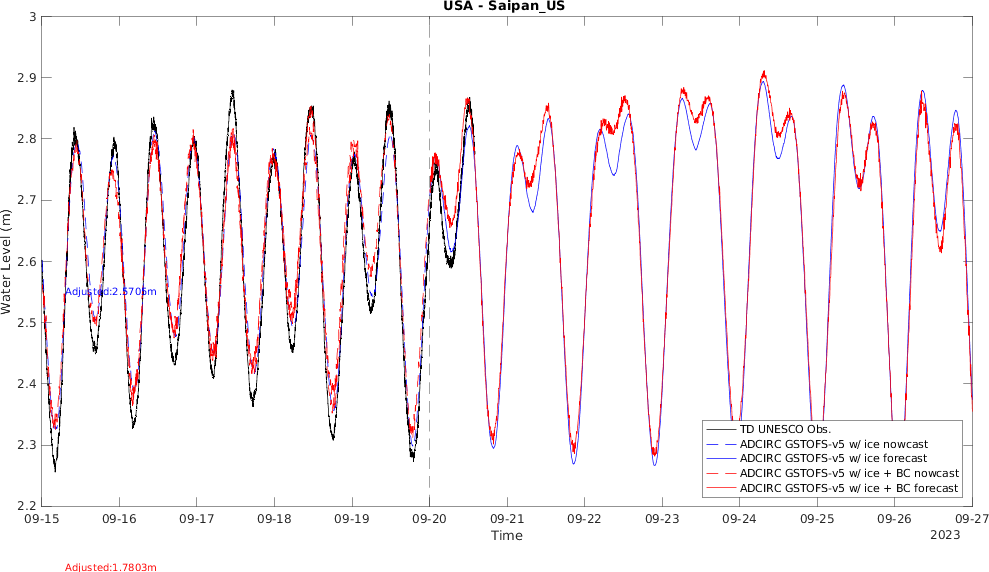 USA - Saipan_US
3
2.9
2.8
2.7
2.6
2.5
2.4
2.3
2.2
Water Level (m)
Adjusted:2.5705m
TD UNESCO Obs.
ADCIRC GSTOFS-v5 w/ ice nowcast
ADCIRC GSTOFS-v5 w/ ice forecast
ADCIRC GSTOFS-v5 w/ ice + BC nowcast
ADCIRC GSTOFS-v5 w/ ice + BC forecast
09-15 09-16 09-17 09-18 09-19 09-20 09-21 09-22 09-23 09-24 09-25 09-26 09-27
Time
2023
Adjusted:1.7803m